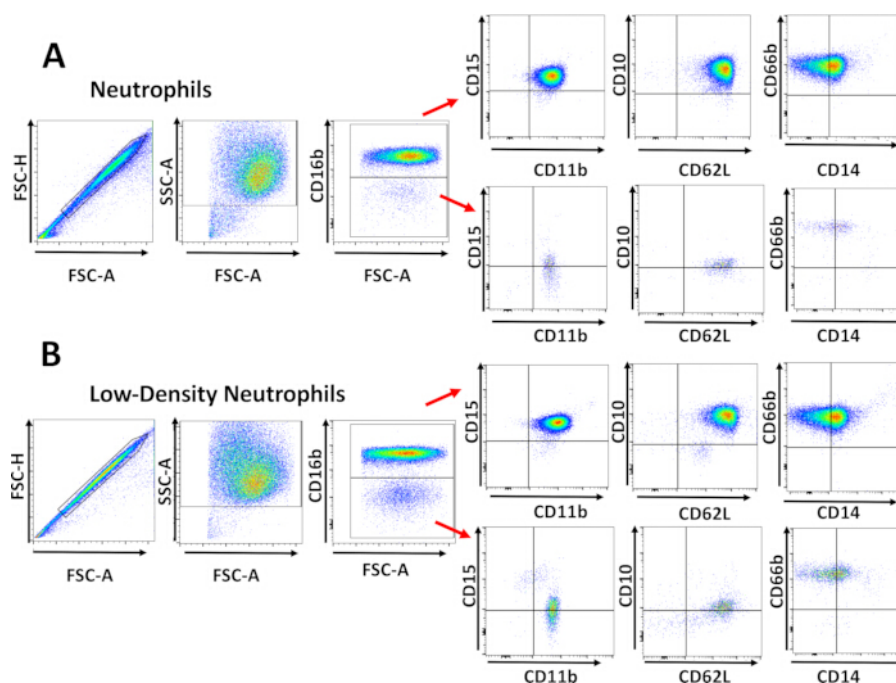 A
Neutrophils
FSC-H
FSC-A
SSC-A
FSC-A
CD16b
FSC-A
CD15
CD11b
CD10
CD62L
CD66b
CD14
CD15
CD11b
CD10
CD62L
CD66b
CD14
B
Low-Density Neutrophils
FSC-H
FSC-A
SSC-A
FSC-A
CD16b
FSC-A
CD15
CD11b
CD10
CD62L
CD66b
CD14
CD15
CD11b
CD10
CD62L
CD66b
CD14